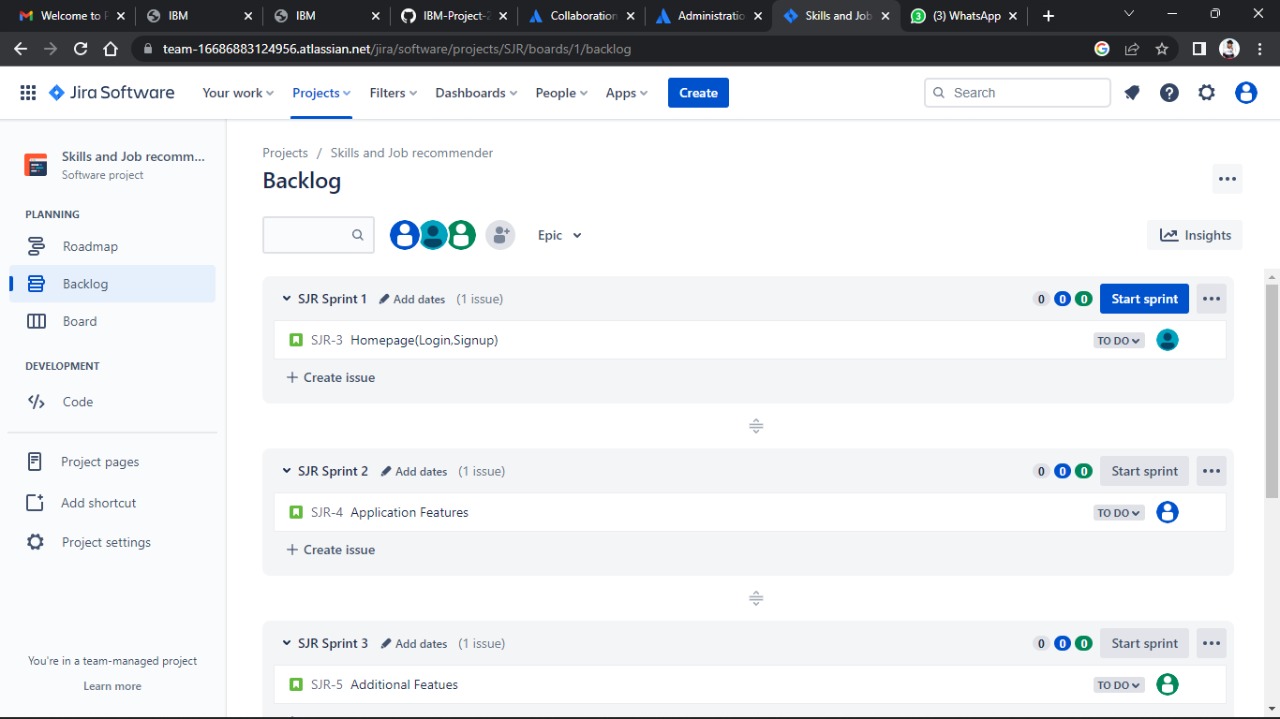 Welcome to P
IBM
IBM
IBM-Project-2
Collaboration
Administratio
Skills and Job
(3) WhatsApp
team-16686883124956.atlassian.net/jira/software/projects/SJR/boards/1/backlog
Jira Software
Your work
Projects
Filters
Dashboards
People
Apps
Create
Search
Skills and Job recomm...
Software project
PLANNING
Roadmap
Backlog
Board
DEVELOPMENT
Code
Project pages
Add shortcut
Project settings
You're in a team-managed project
Learn more
Projects / Skills and Job recommender
Backlog
Epic
Insights
SJR Sprint 1 Add dates (1 issue) 0 0 0 Start sprint
SJR-3 Homepage(Login,Signup) TO DO
+ Create issue
SJR Sprint 2 Add dates (1 issue) 0 0 0 Start sprint
SJR-4 Application Features TO DO
+ Create issue
SJR Sprint 3 Add dates (1 issue) 0 0 0 Start sprint
SJR-5 Additional Featues TO DO